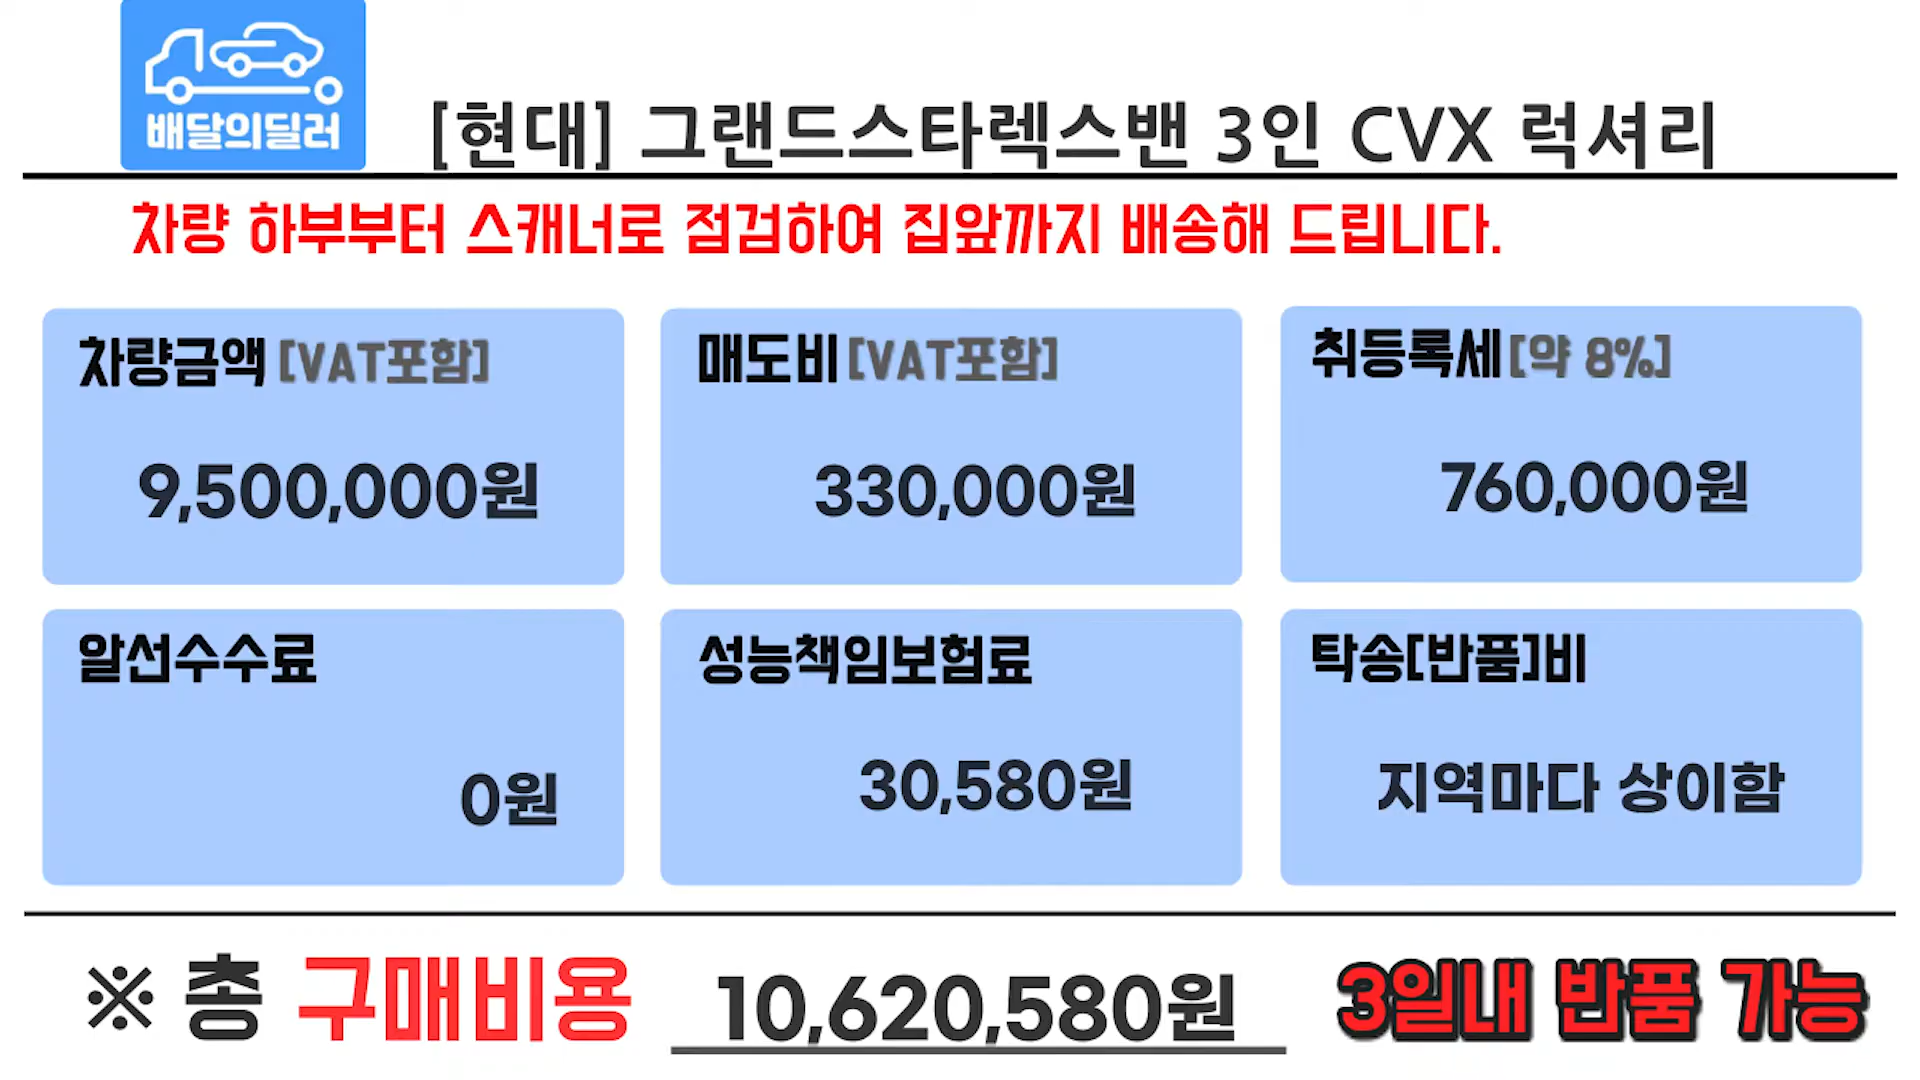 배달의딜러
[현대] 그랜드스타렉스밴 3인 CVX 럭셔리
차량 하부부터 스캐너로 점검하여 집앞까지 배송해 드립니다.
차량금액 [VAT포함]
9,500,000원
매도비 [VAT포함]
330,000원
취등록세 [약 8%]
760,000원
알선수수료
0원
성능책임보험료
30,580원
탁송[반품]비
지역마다 상이함
※ 총 구매비용 10,620,580원 3일내 반품 가능